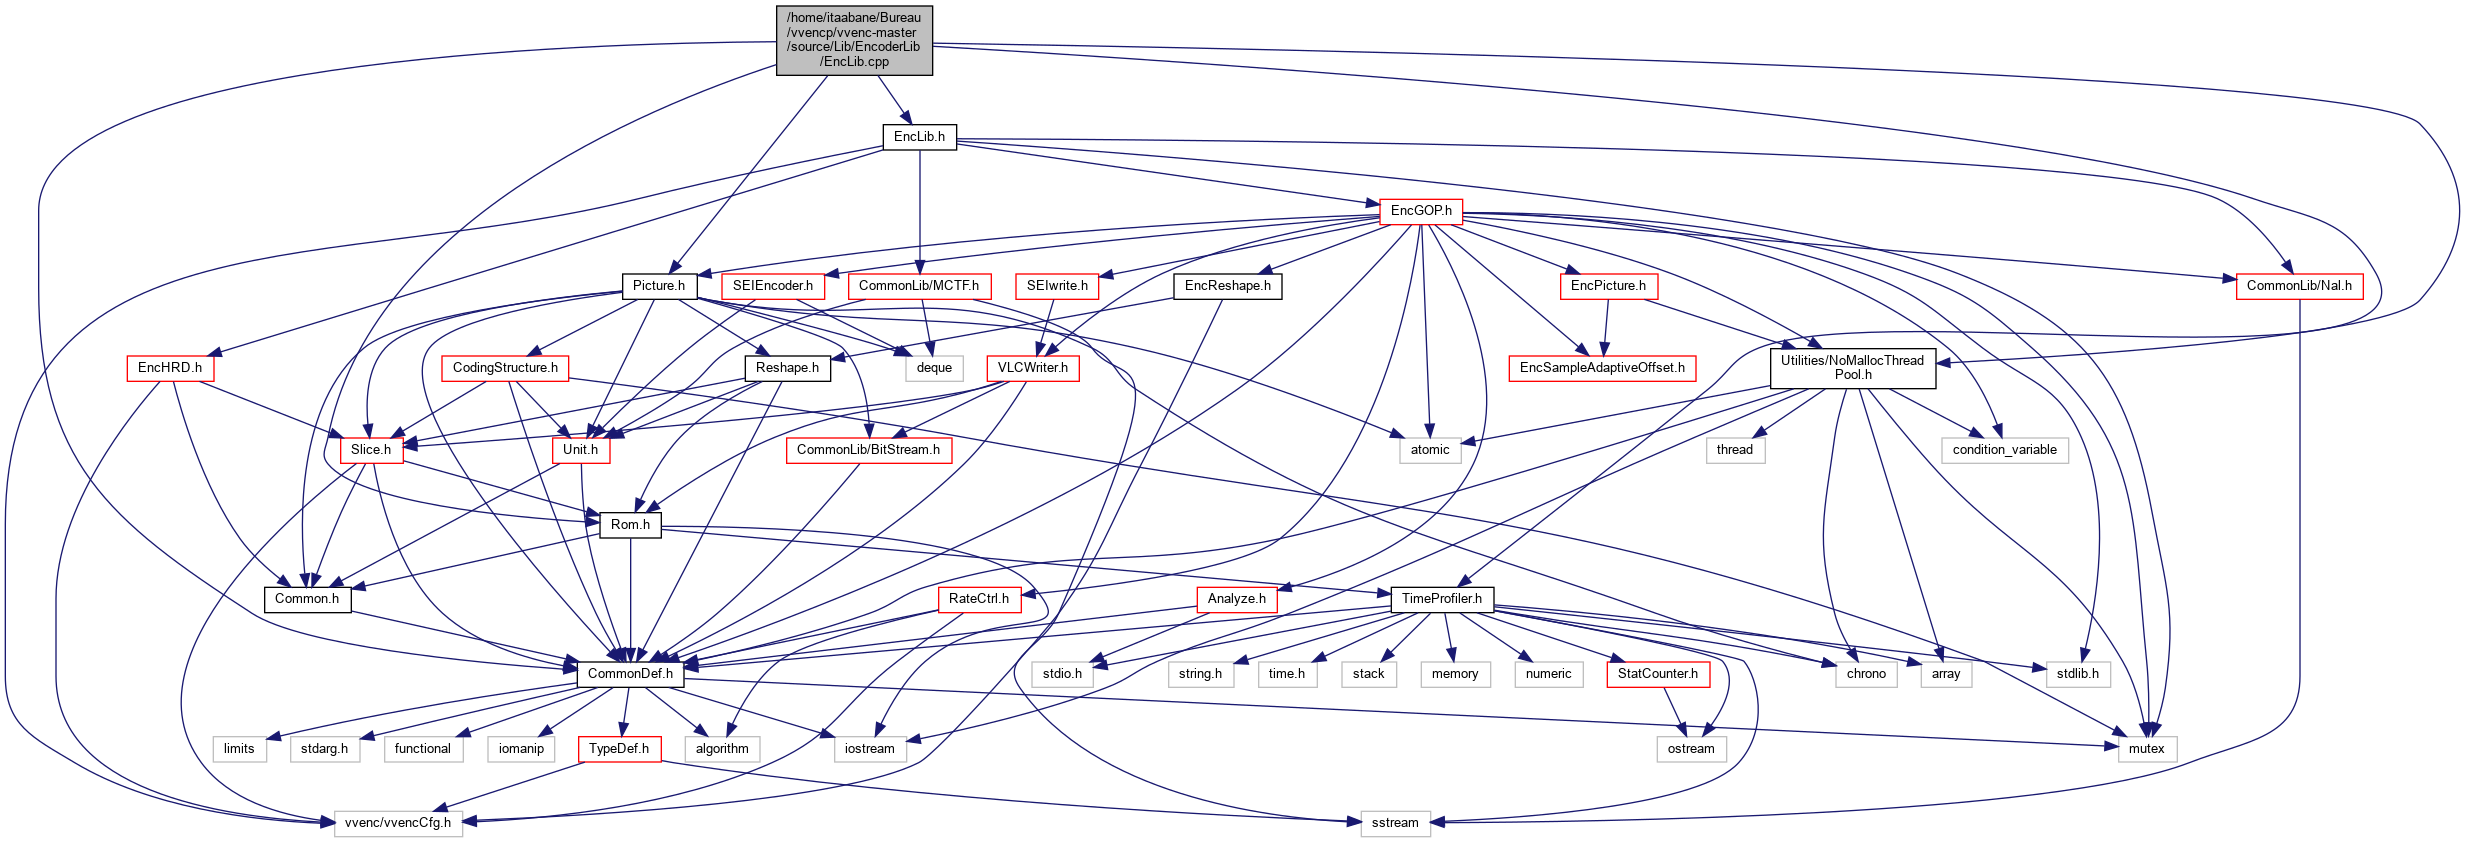 /home/itaabane/Bureau
/vvencp/vvenc-master
/source/Lib/EncoderLib
/EncLib.cpp
EncLib.h
EncGOP.h
Picture.h
SEIEncoder.h
CommonLib/MCTF.h
SEIwrite.h
EncReshape.h
EncPicture.h
CommonLib/Nal.h
EncHRD.h
CodingStructure.h
Reshape.h
deque
VLCWriter.h
EncSampleAdaptiveOffset.h
Utilities/NoMallocThread
Pool.h
Slice.h
Unit.h
CommonLib/BitStream.h
atomic
thread
condition_variable
Rom.h
Common.h
RateCtrl.h
Analyze.h
TimeProfiler.h
CommonDef.h
stdio.h
string.h
time.h
stack
memory
numeric
StatCounter.h
chrono
array
stdlib.h
limits
stdarg.h
functional
iomanip
TypeDef.h
algorithm
iostream
ostream
mutex
vvenc/vvencCfg.h
sstream